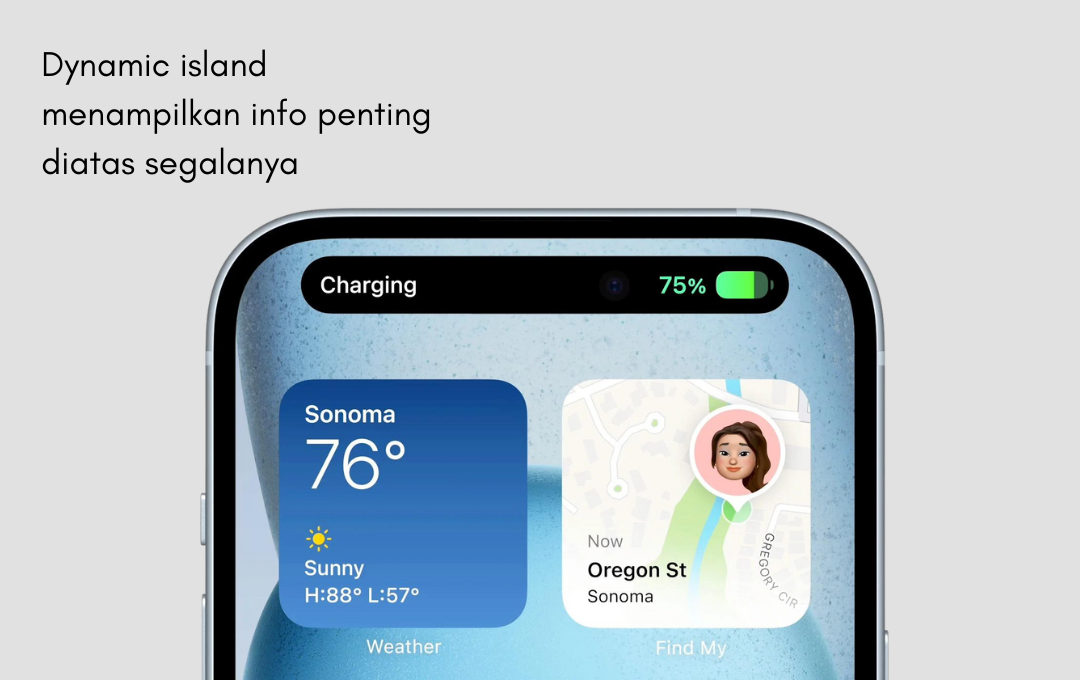 Dynamic island
menampilkan info penting
diatas segalanya
Charging 75%
Sonoma
76°
Sunny
H:88° L:57°
Weather
Now
Oregon St
Sonoma
GREGORY CIR
Find My